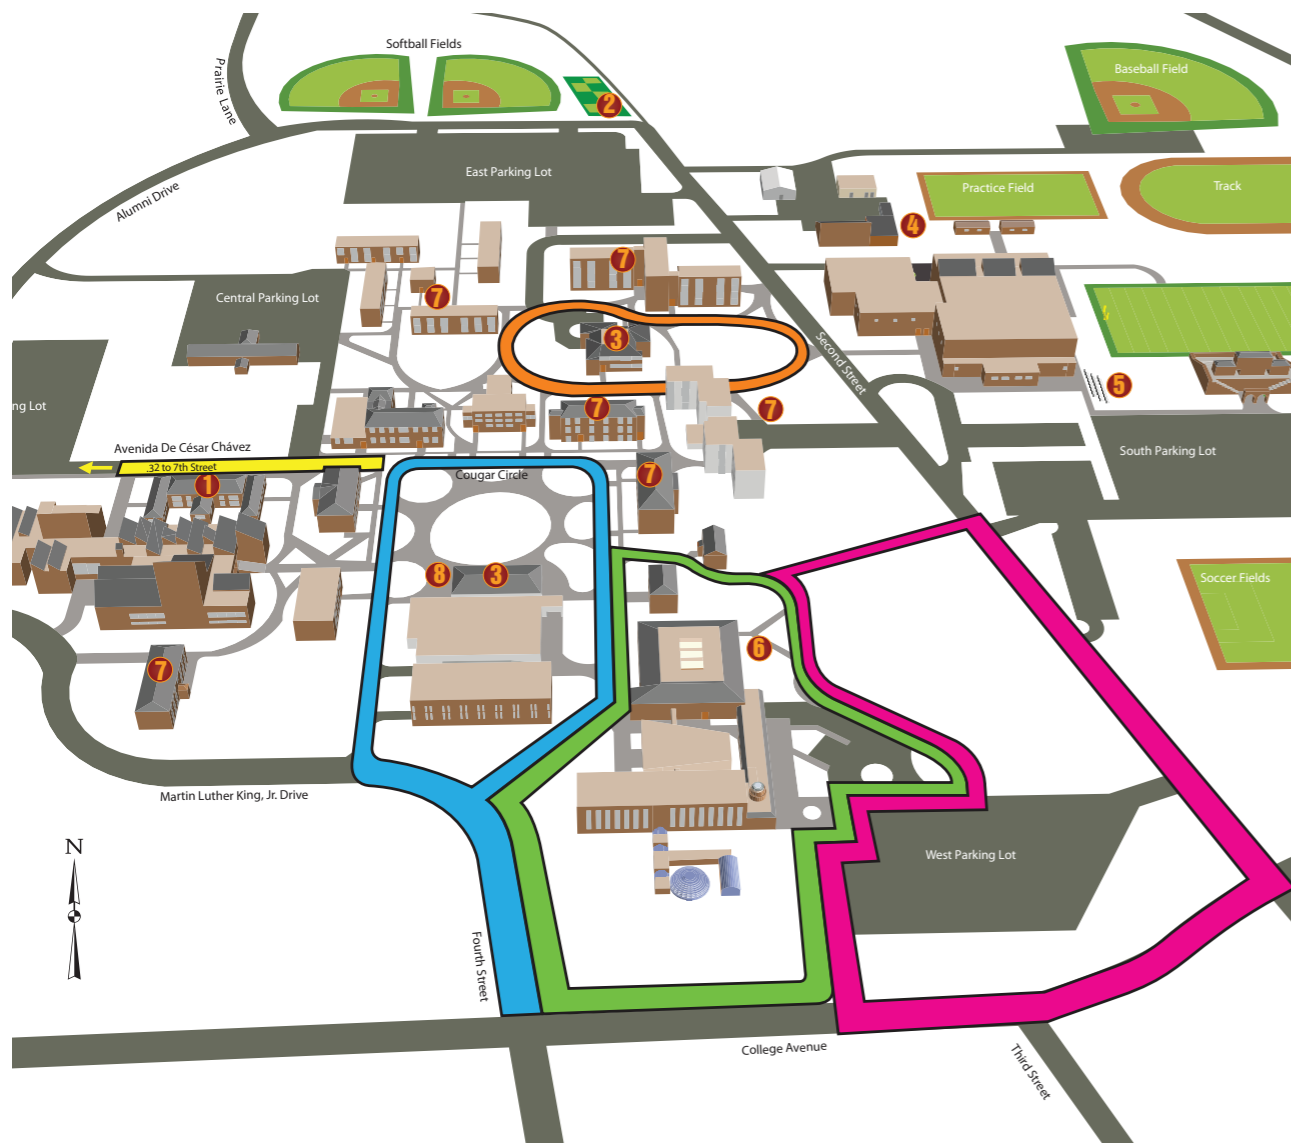 Softball Fields
Prairie Lane
Baseball Field
2
East Parking Lot
Alumni Drive
Practice Field
Track
4
7
7
Central Parking Lot
3
Second Street
5
ng Lot
7
7
Avenida De César Chávez
.32 to 7th Street
South Parking Lot
Cougar Circle
7
1
8
3
Soccer Fields
6
7
Martin Luther King, Jr. Drive
West Parking Lot
N
Fourth Street
College Avenue
Third Street